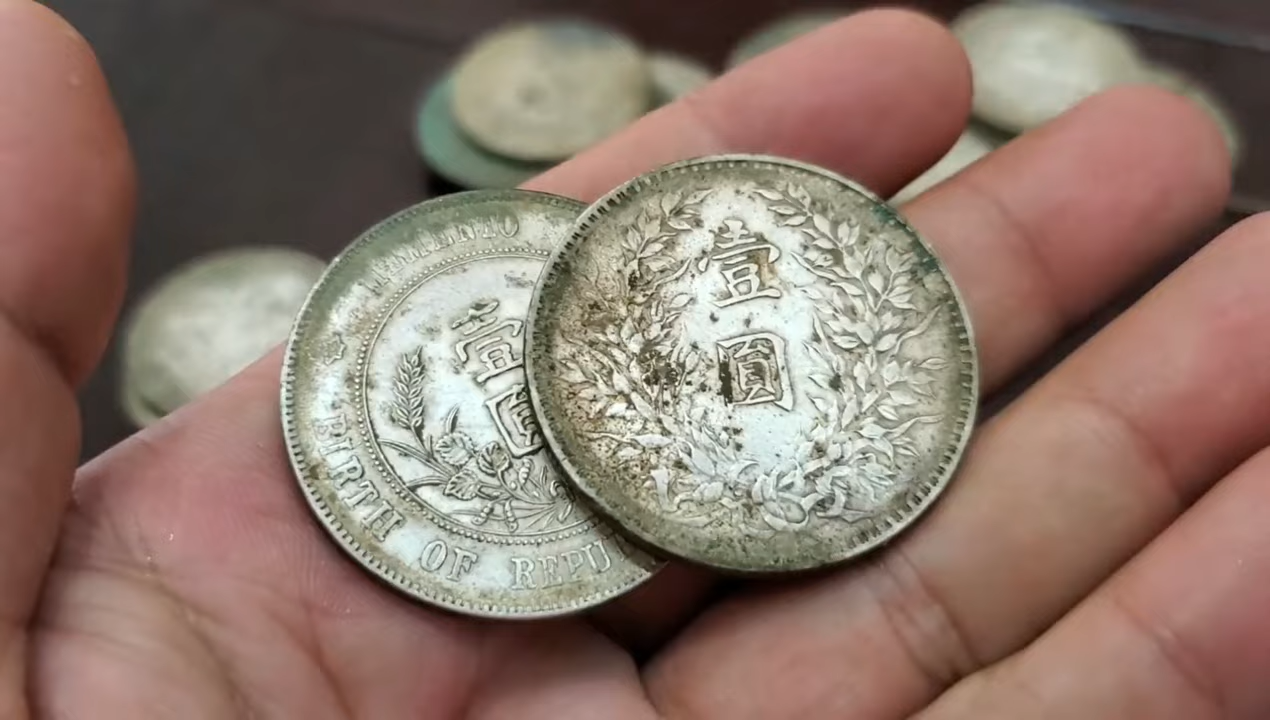 MEMENTO
壹
圓
BIRTH OF REPU
壹
圓